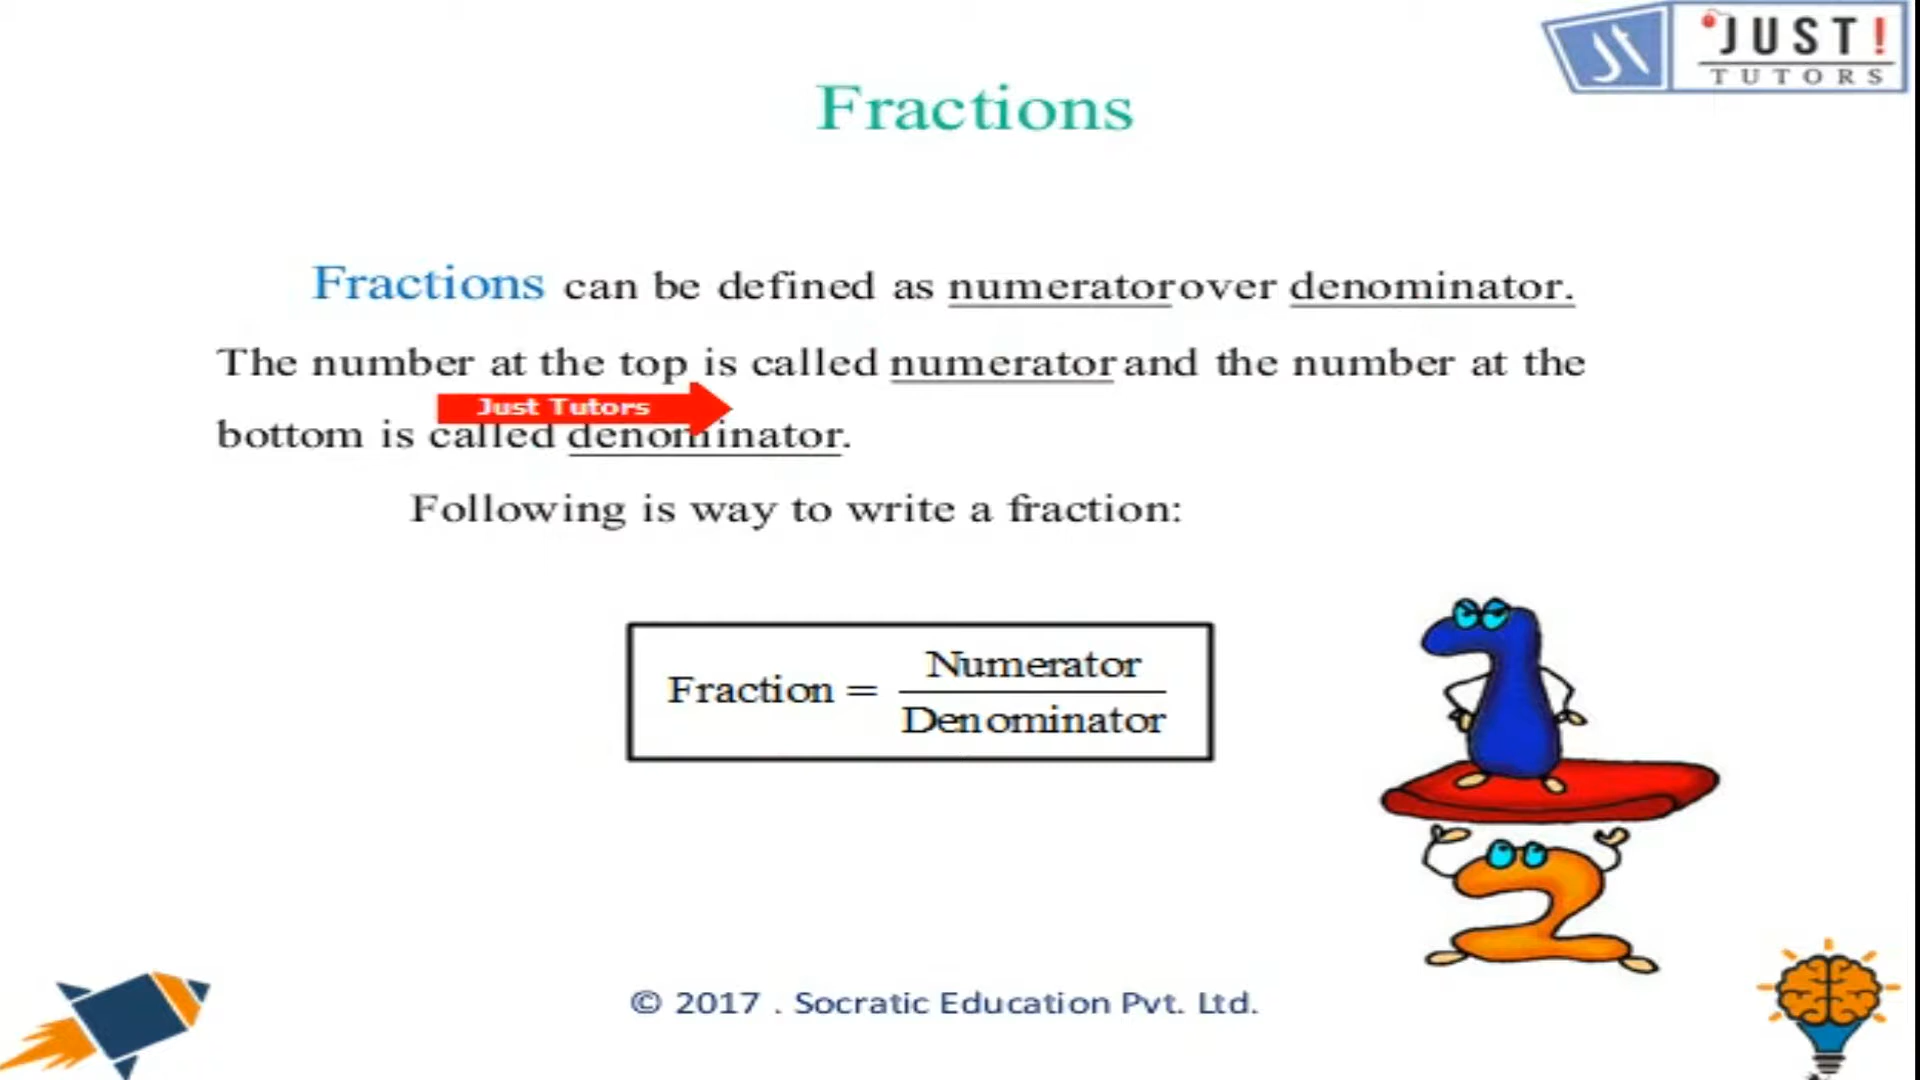 JUST!
TUTORS
Fractions
Fractions can be defined as numerator over denominator.
The number at the top is called numerator and the number at the
Just Tutors
bottom is called denominator.
Following is way to write a fraction:
Numerator
Fraction =
Denominator
1
2
© 2017 . Socratic Education Pvt. Ltd.